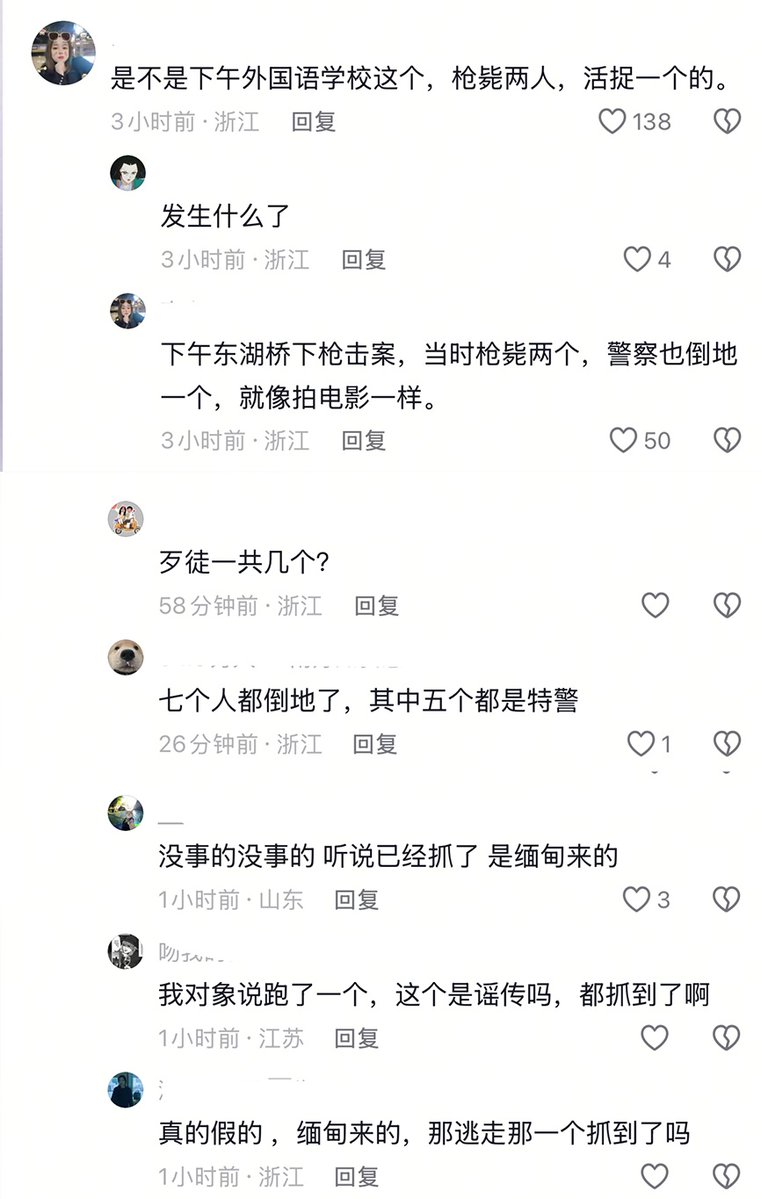 是不是下午外国语学校这个，枪毙两人，活捉一个的。
3小时前·浙江 回复 138
发生什么了
3小时前·浙江 回复 4
下午东湖桥下枪击案，当时枪毙两个，警察也倒地
一个，就像拍电影一样。
3小时前·浙江 回复 50
歹徒一共几个？
58分钟前·浙江 回复
七个人都倒地了，其中五个都是特警
26分钟前·浙江 回复 1
没事的没事的 听说已经抓了 是缅甸来的
1小时前·山东 回复 3
我对象说跑了一个，这个是谣传吗，都抓到了啊
1小时前·江苏 回复
真的假的 ，缅甸来的，那逃走那一个抓到了吗
1小时前·浙江 回复